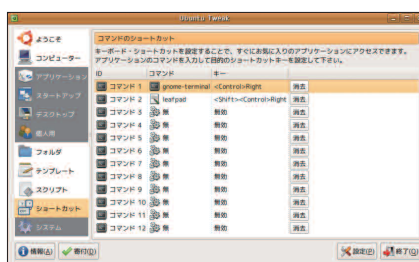 Ubuntu Tweak
ようこそ
コンピューター
アプリケーション
スタートアップ
デスクトップ
個人用
フォルダ
テンプレート
スクリプト
ショートカット
システム
コマンドのショートカット
キーボード・ショートカットを設定することで、すぐにお気に入りのアプリケーションにアクセスできます。
アプリケーションのコマンドを入力して目的のショートカットキーを設定して下さい。
ID コマンド キー
コマンド 1 gnome-terminal <Control>Right 消去
コマンド 2 leafpad <Shift><Control>Right 消去
コマンド 3 無 無効 消去
コマンド 4 無 無効 消去
コマンド 5 無 無効 消去
コマンド 6 無 無効 消去
コマンド 7 無 無効 消去
コマンド 8 無 無効 消去
コマンド 9 無 無効 消去
コマンド 10 無 無効 消去
コマンド 11 無 無効 消去
コマンド 12 無 無効 消去
情報(A) 寄付(D) 設定(P) 終了(Q)